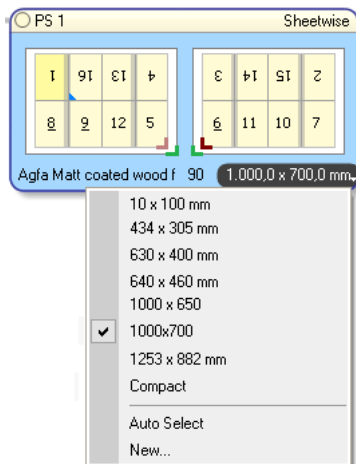 PS 1 Sheetwise
1 16 13 4 3 14 15 2
8 9 12 5 6 11 10 7
Agfa Matt coated wood f 90 1.000,0 x 700,0 mm
10 x 100 mm
434 x 305 mm
630 x 400 mm
640 x 460 mm
1000 x 650
1000x700
1253 x 882 mm
Compact
Auto Select
New...